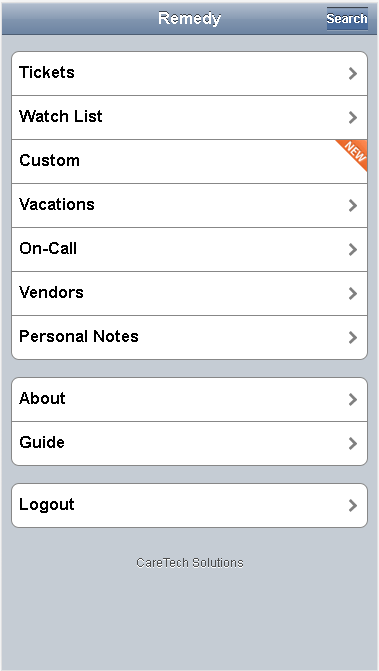 Remedy
Search
Tickets
Watch List
Custom
NEW
Vacations
On-Call
Vendors
Personal Notes
About
Guide
Logout
CareTech Solutions